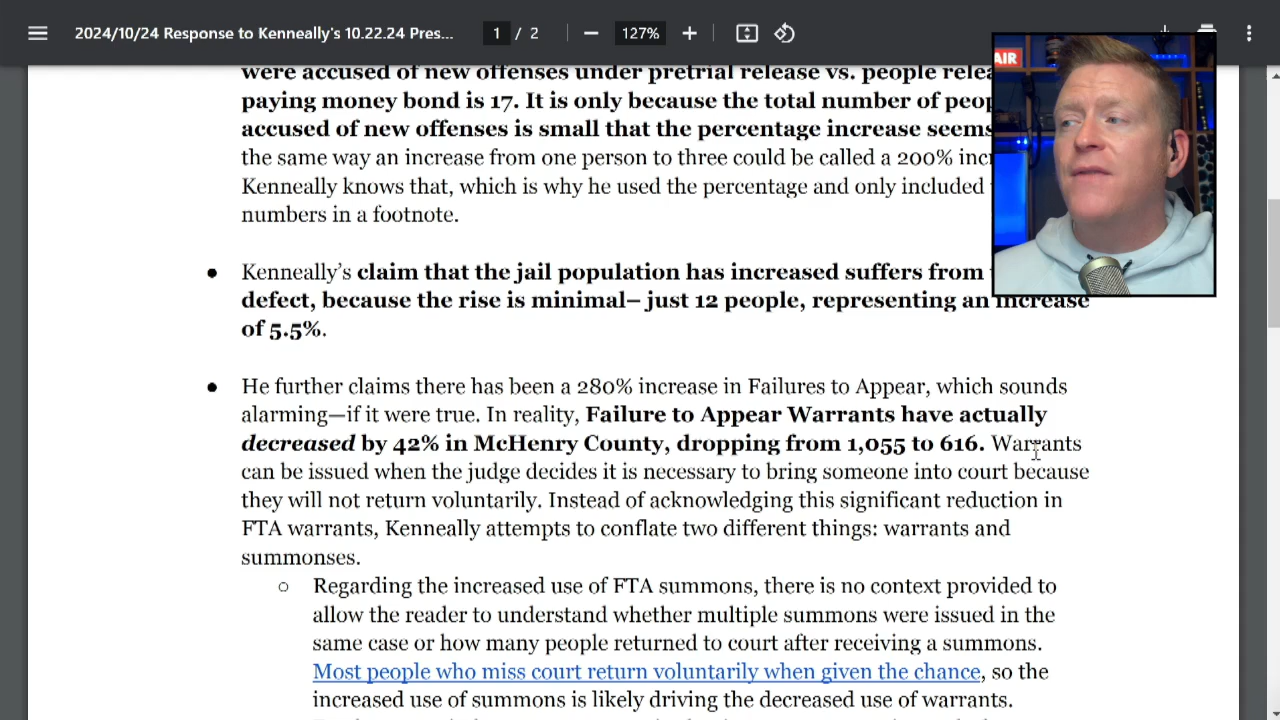 2024/10/24 Response to Kenneally's 10.22.24 Pres...
1 / 2
127%
AIR
were accused of new offenses under pretrial release vs. people relea
paying money bond is 17. It is only because the total number of peop
accused of new offenses is small that the percentage increase seems
the same way an increase from one person to three could be called a 200% inc
Kenneally knows that, which is why he used the percentage and only included
numbers in a footnote.
● Kenneally’s claim that the jail population has increased suffers from
defect, because the rise is minimal– just 12 people, representing an increase
of 5.5%.
● He further claims there has been a 280% increase in Failures to Appear, which sounds
alarming—if it were true. In reality, Failure to Appear Warrants have actually
decreased by 42% in McHenry County, dropping from 1,055 to 616. Warrants
can be issued when the judge decides it is necessary to bring someone into court because
they will not return voluntarily. Instead of acknowledging this significant reduction in
FTA warrants, Kenneally attempts to conflate two different things: warrants and
summonses.
○ Regarding the increased use of FTA summons, there is no context provided to
allow the reader to understand whether multiple summons were issued in the
same case or how many people returned to court after receiving a summons.
Most people who miss court return voluntarily when given the chance, so the
increased use of summons is likely driving the decreased use of warrants.